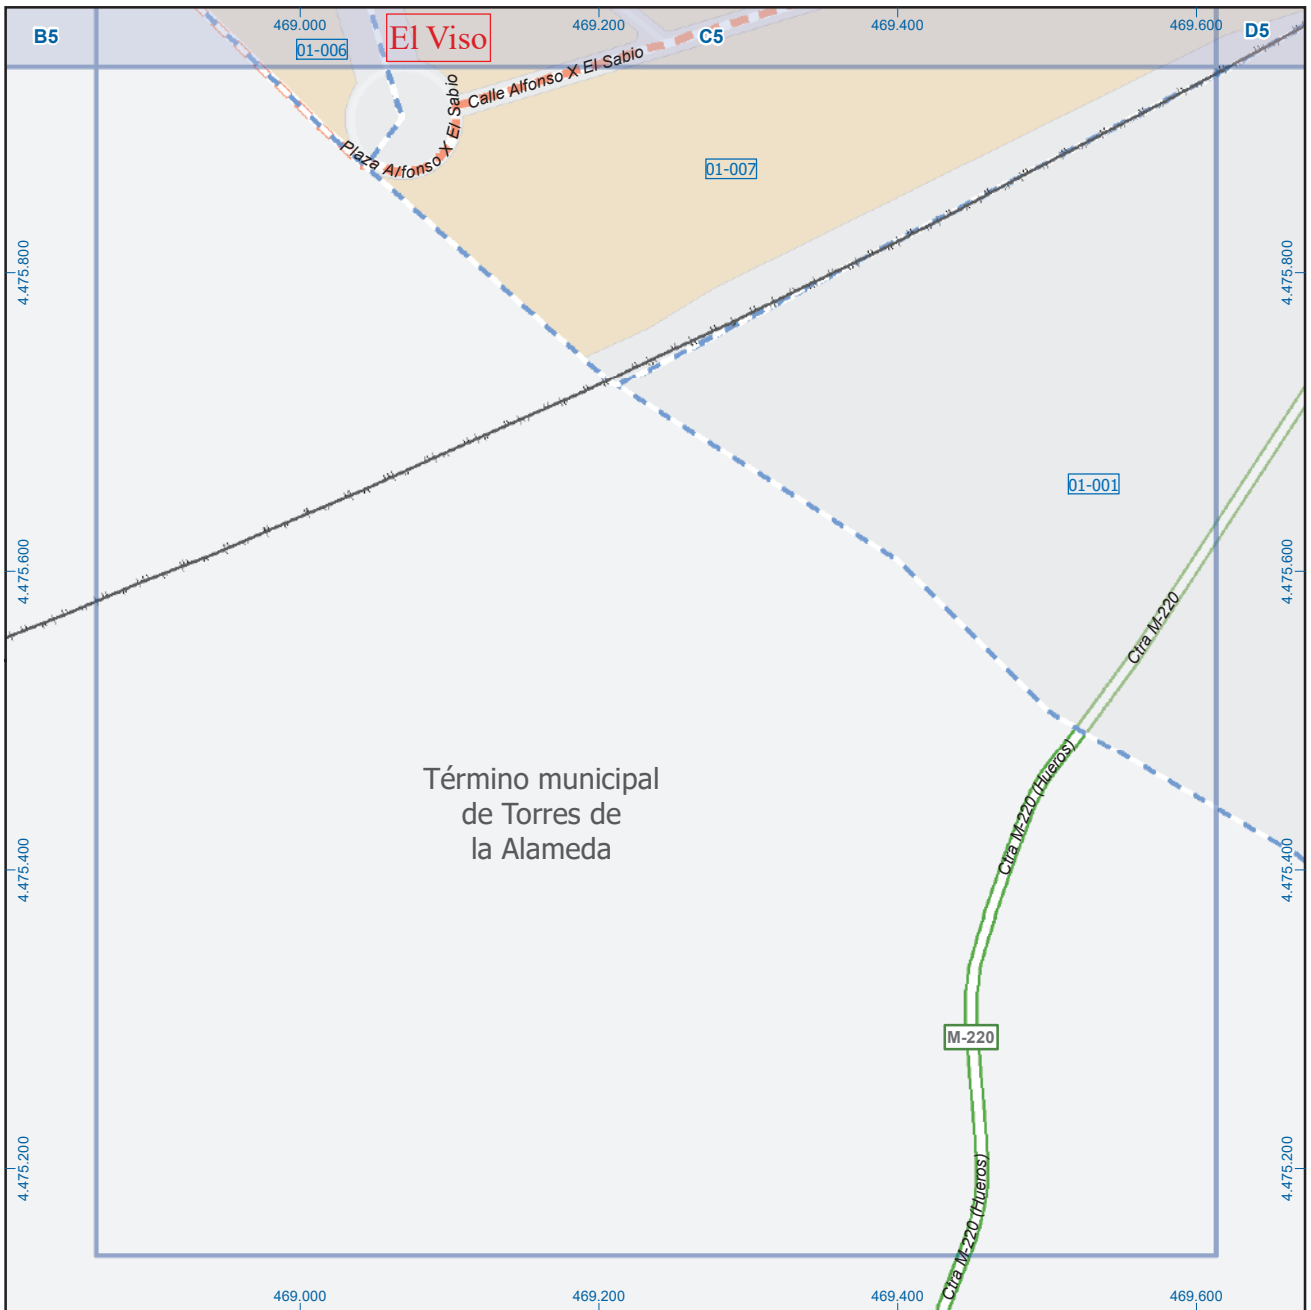 469.000
469.200
469.400
469.600
B5
C5
D5
01-006
El Viso
Calle Alfonso X El Sabio
Plaza Alfonso X El Sabio
01-007
4.475.800
4.475.800
01-001
4.475.600
4.475.600
Ctra M-220
Ctra M-220 (Hueros)
Término municipal
de Torres de
la Alameda
4.475.400
4.475.400
M-220
4.475.200
4.475.200
Ctra M-220 (Hueros)
469.000
469.200
469.400
469.600